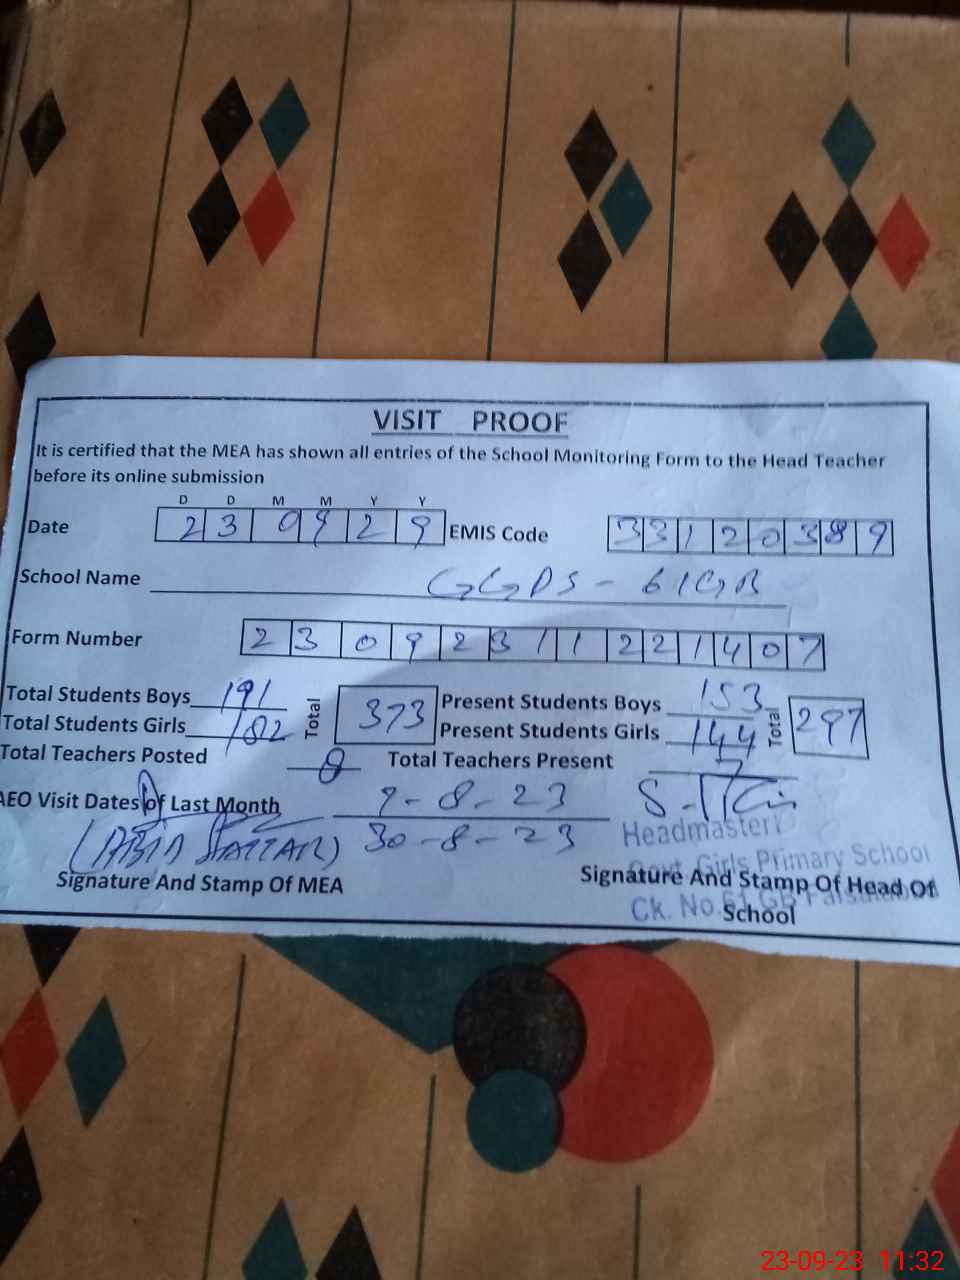 VISIT PROOF
It is certified that the MEA has shown all entries of the School Monitoring Form to the Head Teacher
before its online submission
D D M M Y Y
Date 2 3 0 9 2 9 EMIS Code 3 3 1 2 0 3 8 9
School Name GGPS - 61GB
Form Number 2 3 0 9 2 3 1 1 2 2 1 4 0 7
Total Students Boys 191 Total 373 Present Students Boys 153 Total 297
Total Students Girls 182 Present Students Girls 144
Total Teachers Posted 8 Total Teachers Present 7
AEO Visit Dates of Last Month 9-8-23
30-8-23
(ABID SATTAR)
Headmaster
Govt. Girls Primary School
Ck. No.61 GB Faisalabad
Signature And Stamp Of MEA
Signature And Stamp Of Head Of
School
23-09-23 11:32